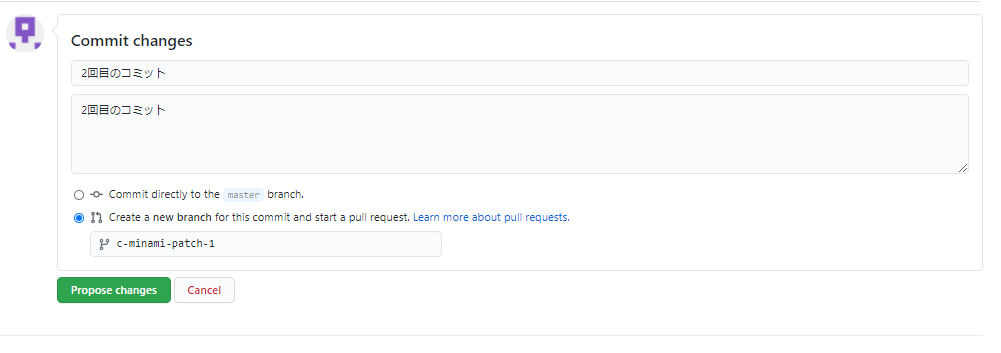 Commit changes
2回目のコミット
2回目のコミット
Commit directly to the master branch.
Create a new branch for this commit and start a pull request. Learn more about pull requests.
c-minami-patch-1
Propose changes Cancel